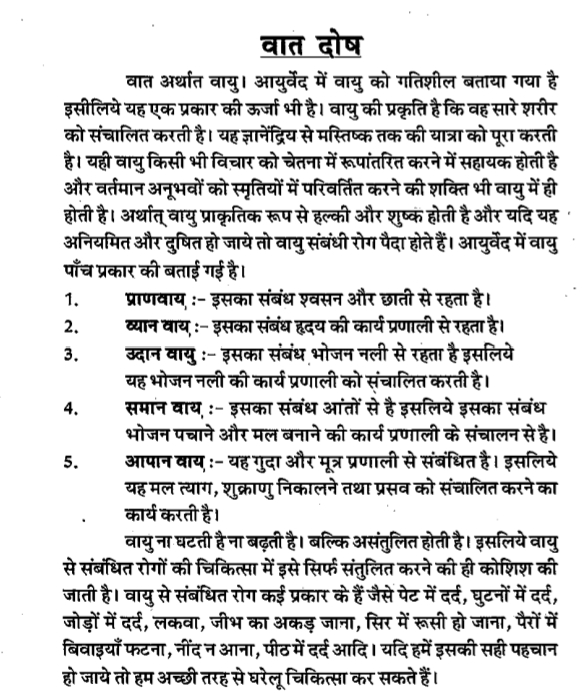 वात दोष
वात अर्थात वायु। आयुर्वेद में वायु को गतिशील बताया गया है
इसीलिये यह एक प्रकार की ऊर्जा भी है। वायु की प्रकृति है कि वह सारे शरीर
को संचालित करती है। यह ज्ञानेंद्रिय से मस्तिष्क तक की यात्रा को पूरा करती
है। यही वायु किसी भी विचार को चेतना में रूपांतरित करने में सहायक होती है
और वर्तमान अनूभवों को स्मृतियों में परिवर्तित करने की शक्ति भी वायु में ही
होती है। अर्थात् वायु प्राकृतिक रूप से हल्की और शुष्क होती है और यदि यह
अनियमित और दुषित हो जाये तो वायु संबंधी रोग पैदा होते हैं। आयुर्वेद में वायु
पाँच प्रकार की बताई गई है।
1. प्राणवायु :- इसका संबंध श्वसन और छाती से रहता है।
2. व्यान वायु :- इसका संबंध हृदय की कार्य प्रणाली से रहता है।
3. उदान वायु :- इसका संबंध भोजन नली से रहता है इसलिये
यह भोजन नली की कार्य प्रणाली को संचालित करती है।
4. समान वायु :- इसका संबंध आंतों से है इसलिये इसका संबंध
भोजन पचाने और मल बनाने की कार्य प्रणाली के संचालन से है।
5. आपान वायु :- यह गुदा और मूत्र प्रणाली से संबंधित है। इसलिये
यह मल त्याग, शुक्राणु निकालने तथा प्रसव को संचालित करने का
कार्य करती है।
वायु ना घटती है ना बढ़ती है। बल्कि असंतुलित होती है। इसलिये वायु
से संबंधित रोगों की चिकित्सा में इसे सिर्फ संतुलित करने की ही कोशिश की
जाती है। वायु से संबंधित रोग कई प्रकार के हैं जैसे पेट में दर्द, घुटनों में दर्द,
जोड़ों में दर्द, लकवा, जीभ का अकड़ जाना, सिर में रूसी हो जाना, पैरों में
बिवाइयाँ फटना, नींद न आना, पीठ में दर्द आदि। यदि हमें इसकी सही पहचान
हो जाये तो हम अच्छी तरह से घरेलू चिकित्सा कर सकते हैं।